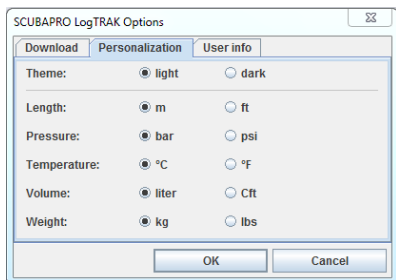 SCUBAPRO LogTRAK Options
Download Personalization User info
Theme: light dark
Length: m ft
Pressure: bar psi
Temperature: °C °F
Volume: liter Cft
Weight: kg lbs
OK Cancel